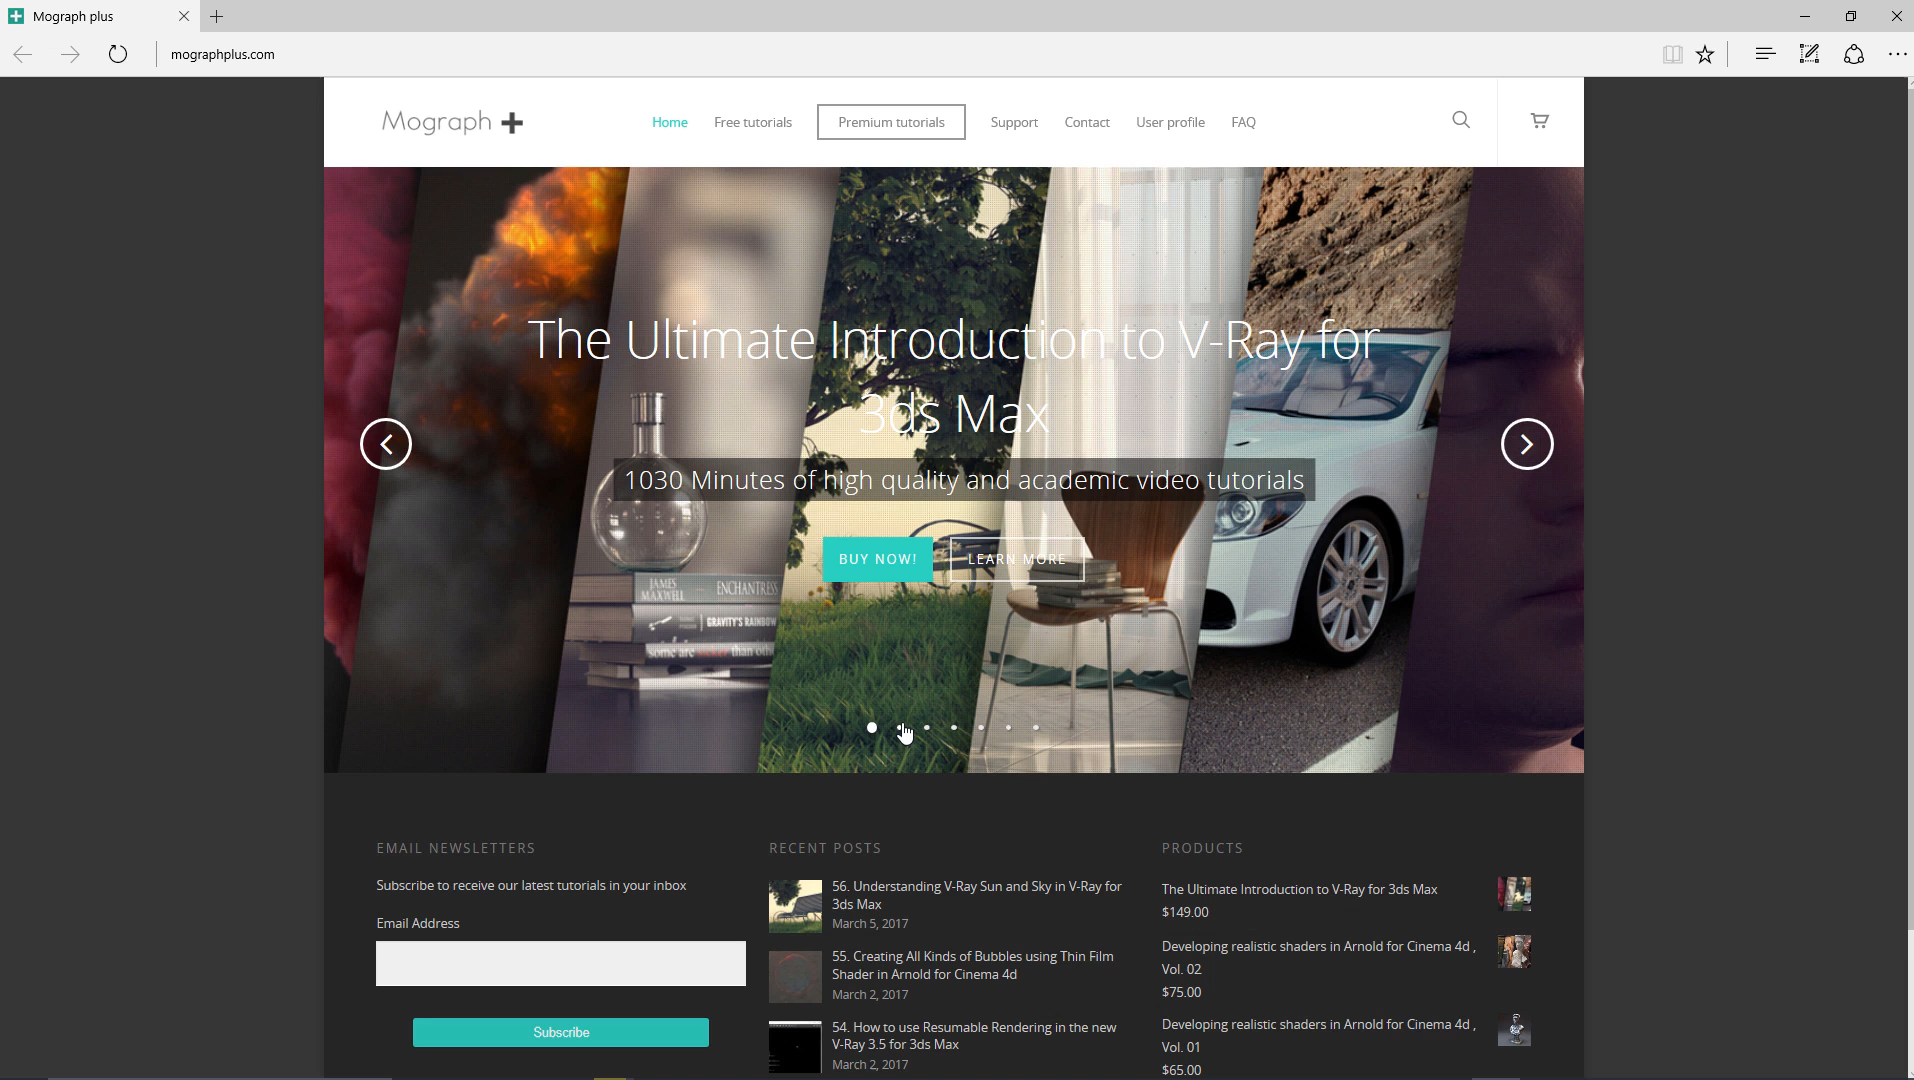 Mograph plus
mographplus.com
Mograph +
Home
Free tutorials
Premium tutorials
Support
Contact
User profile
FAQ
The Ultimate Introduction to V-Ray for
3ds Max
1030 Minutes of high quality and academic video tutorials
BUY NOW!
LEARN MORE
JAMES
MAXWELL
ENCHANTRESS
GRAVITY'S RAINBOW
some are
than
EMAIL NEWSLETTERS
Subscribe to receive our latest tutorials in your inbox
Email Address
Subscribe
RECENT POSTS
56. Understanding V-Ray Sun and Sky in V-Ray for
3ds Max
March 5, 2017
55. Creating All Kinds of Bubbles using Thin Film
Shader in Arnold for Cinema 4d
March 2, 2017
54. How to use Resumable Rendering in the new
V-Ray 3.5 for 3ds Max
March 2, 2017
PRODUCTS
The Ultimate Introduction to V-Ray for 3ds Max
$149.00
Developing realistic shaders in Arnold for Cinema 4d ,
Vol. 02
$75.00
Developing realistic shaders in Arnold for Cinema 4d ,
Vol. 01
$65.00